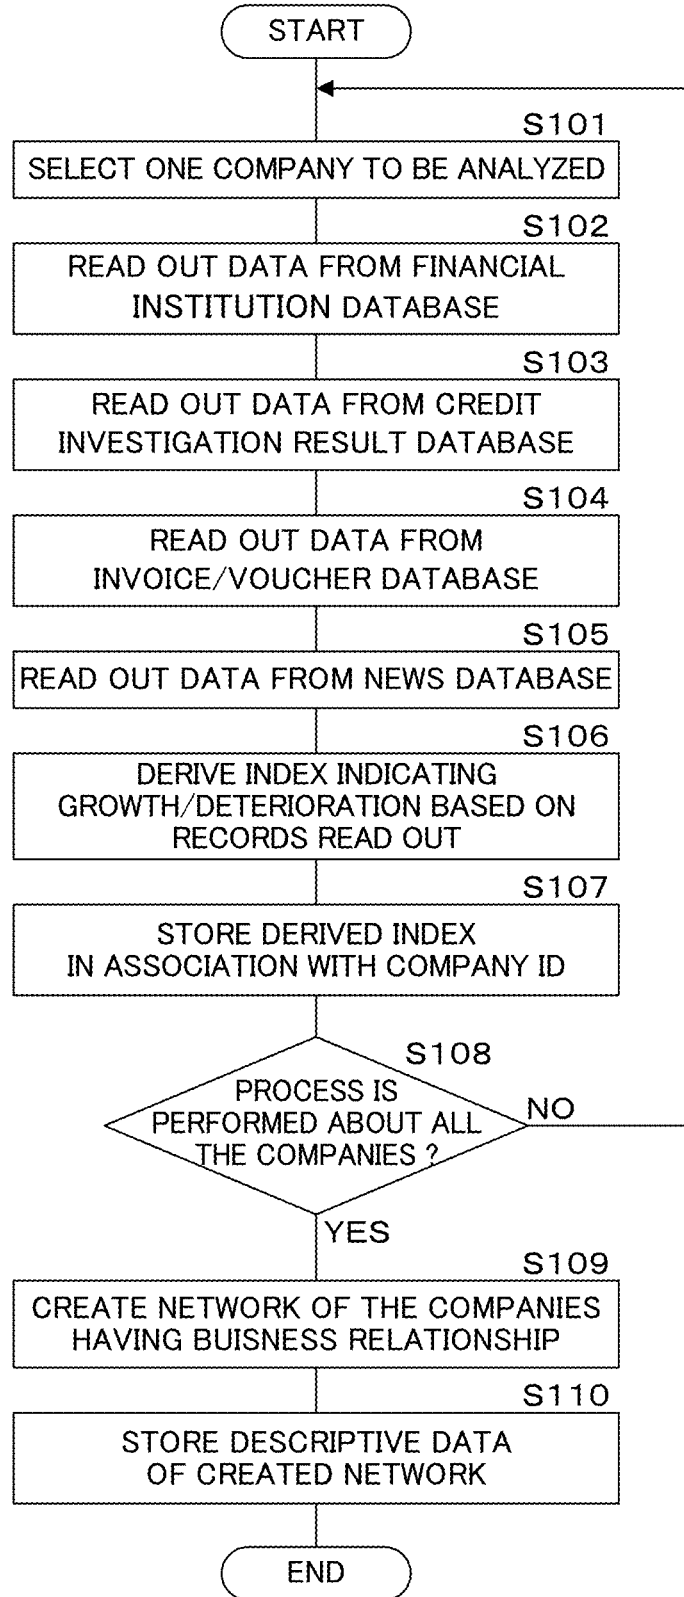 START
S101
SELECT ONE COMPANY TO BE ANALYZED
S102
READ OUT DATA FROM FINANCIAL
INSTITUTION DATABASE
S103
READ OUT DATA FROM CREDIT
INVESTIGATION RESULT DATABASE
S104
READ OUT DATA FROM
INVOICE/VOUCHER DATABASE
S105
READ OUT DATA FROM NEWS DATABASE
S106
DERIVE INDEX INDICATING
GROWTH/DETERIORATION BASED ON
RECORDS READ OUT
S107
STORE DERIVED INDEX
IN ASSOCIATION WITH COMPANY ID
S108
PROCESS IS
PERFORMED ABOUT ALL
THE COMPANIES ?
NO
YES
S109
CREATE NETWORK OF THE COMPANIES
HAVING BUISNESS RELATIONSHIP
S110
STORE DESCRIPTIVE DATA
OF CREATED NETWORK
END